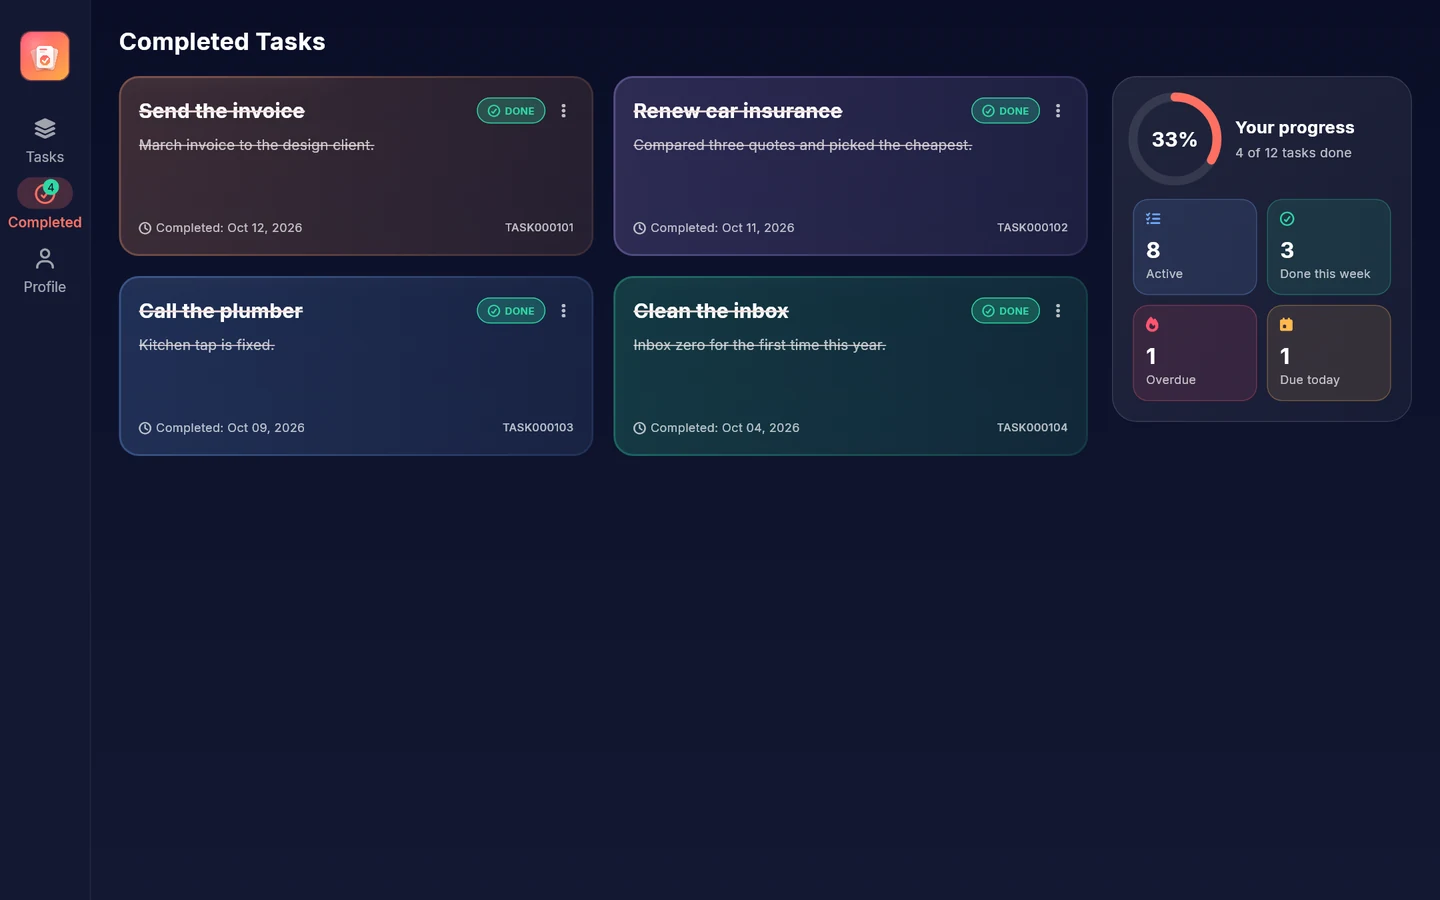 Completed Tasks
Tasks
4
Completed
Profile
Send the invoice
DONE
March invoice to the design client.
Completed: Oct 12, 2026
TASK000101
Renew car insurance
DONE
Compared three quotes and picked the cheapest.
Completed: Oct 11, 2026
TASK000102
Call the plumber
DONE
Kitchen tap is fixed.
Completed: Oct 09, 2026
TASK000103
Clean the inbox
DONE
Inbox zero for the first time this year.
Completed: Oct 04, 2026
TASK000104
33%
Your progress
4 of 12 tasks done
8
Active
3
Done this week
1
Overdue
1
Due today